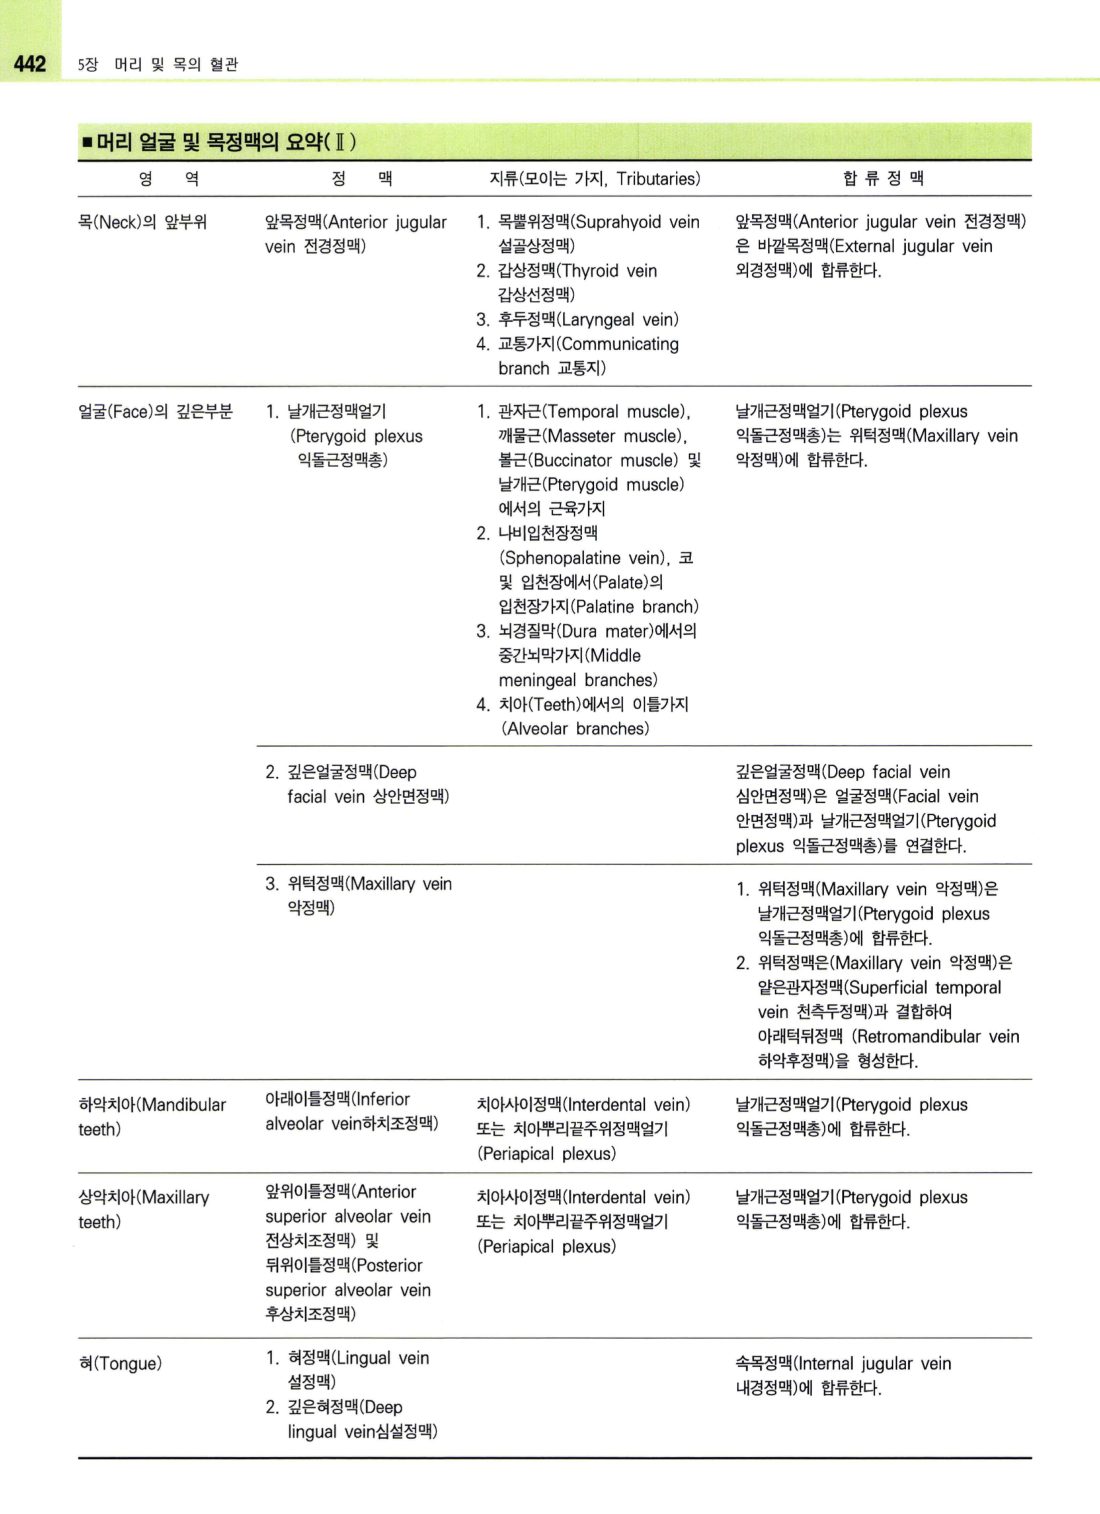 442 5장 머리 및 목의 혈관
■ 머리 얼굴 및 목정맥의 요약(Ⅱ)
영 역 정 맥 지류(모이는 가지, Tributaries) 합 류 정 맥
목(Neck)의 앞부위
앞목정맥(Anterior jugular
vein 전경정맥)
1. 목뿔위정맥(Suprahyoid vein
설골상정맥)
2. 갑상정맥(Thyroid vein
갑상선정맥)
3. 후두정맥(Laryngeal vein)
4. 교통가지(Communicating
branch 교통지)
앞목정맥(Anterior jugular vein 전경정맥)
은 바깥목정맥(External jugular vein
외경정맥)에 합류한다.
얼굴(Face)의 깊은부분
1. 날개근정맥얼기
(Pterygoid plexus
익돌근정맥총)
1. 관자근(Temporal muscle),
깨물근(Masseter muscle),
볼근(Buccinator muscle) 및
날개근(Pterygoid muscle)
에서의 근육가지
2. 나비입천장정맥
(Sphenopalatine vein), 코
및 입천장에서(Palate)의
입천장가지(Palatine branch)
3. 뇌경질막(Dura mater)에서의
중간뇌막가지(Middle
meningeal branches)
4. 치아(Teeth)에서의 이틀가지
(Alveolar branches)
날개근정맥얼기(Pterygoid plexus
익돌근정맥총)는 위턱정맥(Maxillary vein
악정맥)에 합류한다.
2. 깊은얼굴정맥(Deep
facial vein 상안면정맥)
깊은얼굴정맥(Deep facial vein
심안면정맥)은 얼굴정맥(Facial vein
안면정맥)과 날개근정맥얼기(Pterygoid
plexus 익돌근정맥총)를 연결한다.
3. 위턱정맥(Maxillary vein
악정맥)
1. 위턱정맥(Maxillary vein 악정맥)은
날개근정맥얼기(Pterygoid plexus
익돌근정맥총)에 합류한다.
2. 위턱정맥은(Maxillary vein 악정맥)은
얕은관자정맥(Superficial temporal
vein 천측두정맥)과 결합하여
아래턱뒤정맥 (Retromandibular vein
하악후정맥)을 형성한다.
하악치아(Mandibular
teeth)
아래이틀정맥(Inferior
alveolar vein하치조정맥)
치아사이정맥(Interdental vein)
또는 치아뿌리끝주위정맥얼기
(Periapical plexus)
날개근정맥얼기(Pterygoid plexus
익돌근정맥총)에 합류한다.
상악치아(Maxillary
teeth)
앞위이틀정맥(Anterior
superior alveolar vein
전상치조정맥) 및
뒤위이틀정맥(Posterior
superior alveolar vein
후상치조정맥)
치아사이정맥(Interdental vein)
또는 치아뿌리끝주위정맥얼기
(Periapical plexus)
날개근정맥얼기(Pterygoid plexus
익돌근정맥총)에 합류한다.
혀(Tongue)
1. 혀정맥(Lingual vein
설정맥)
2. 깊은혀정맥(Deep
lingual vein심설정맥)
속목정맥(Internal jugular vein
내경정맥)에 합류한다.